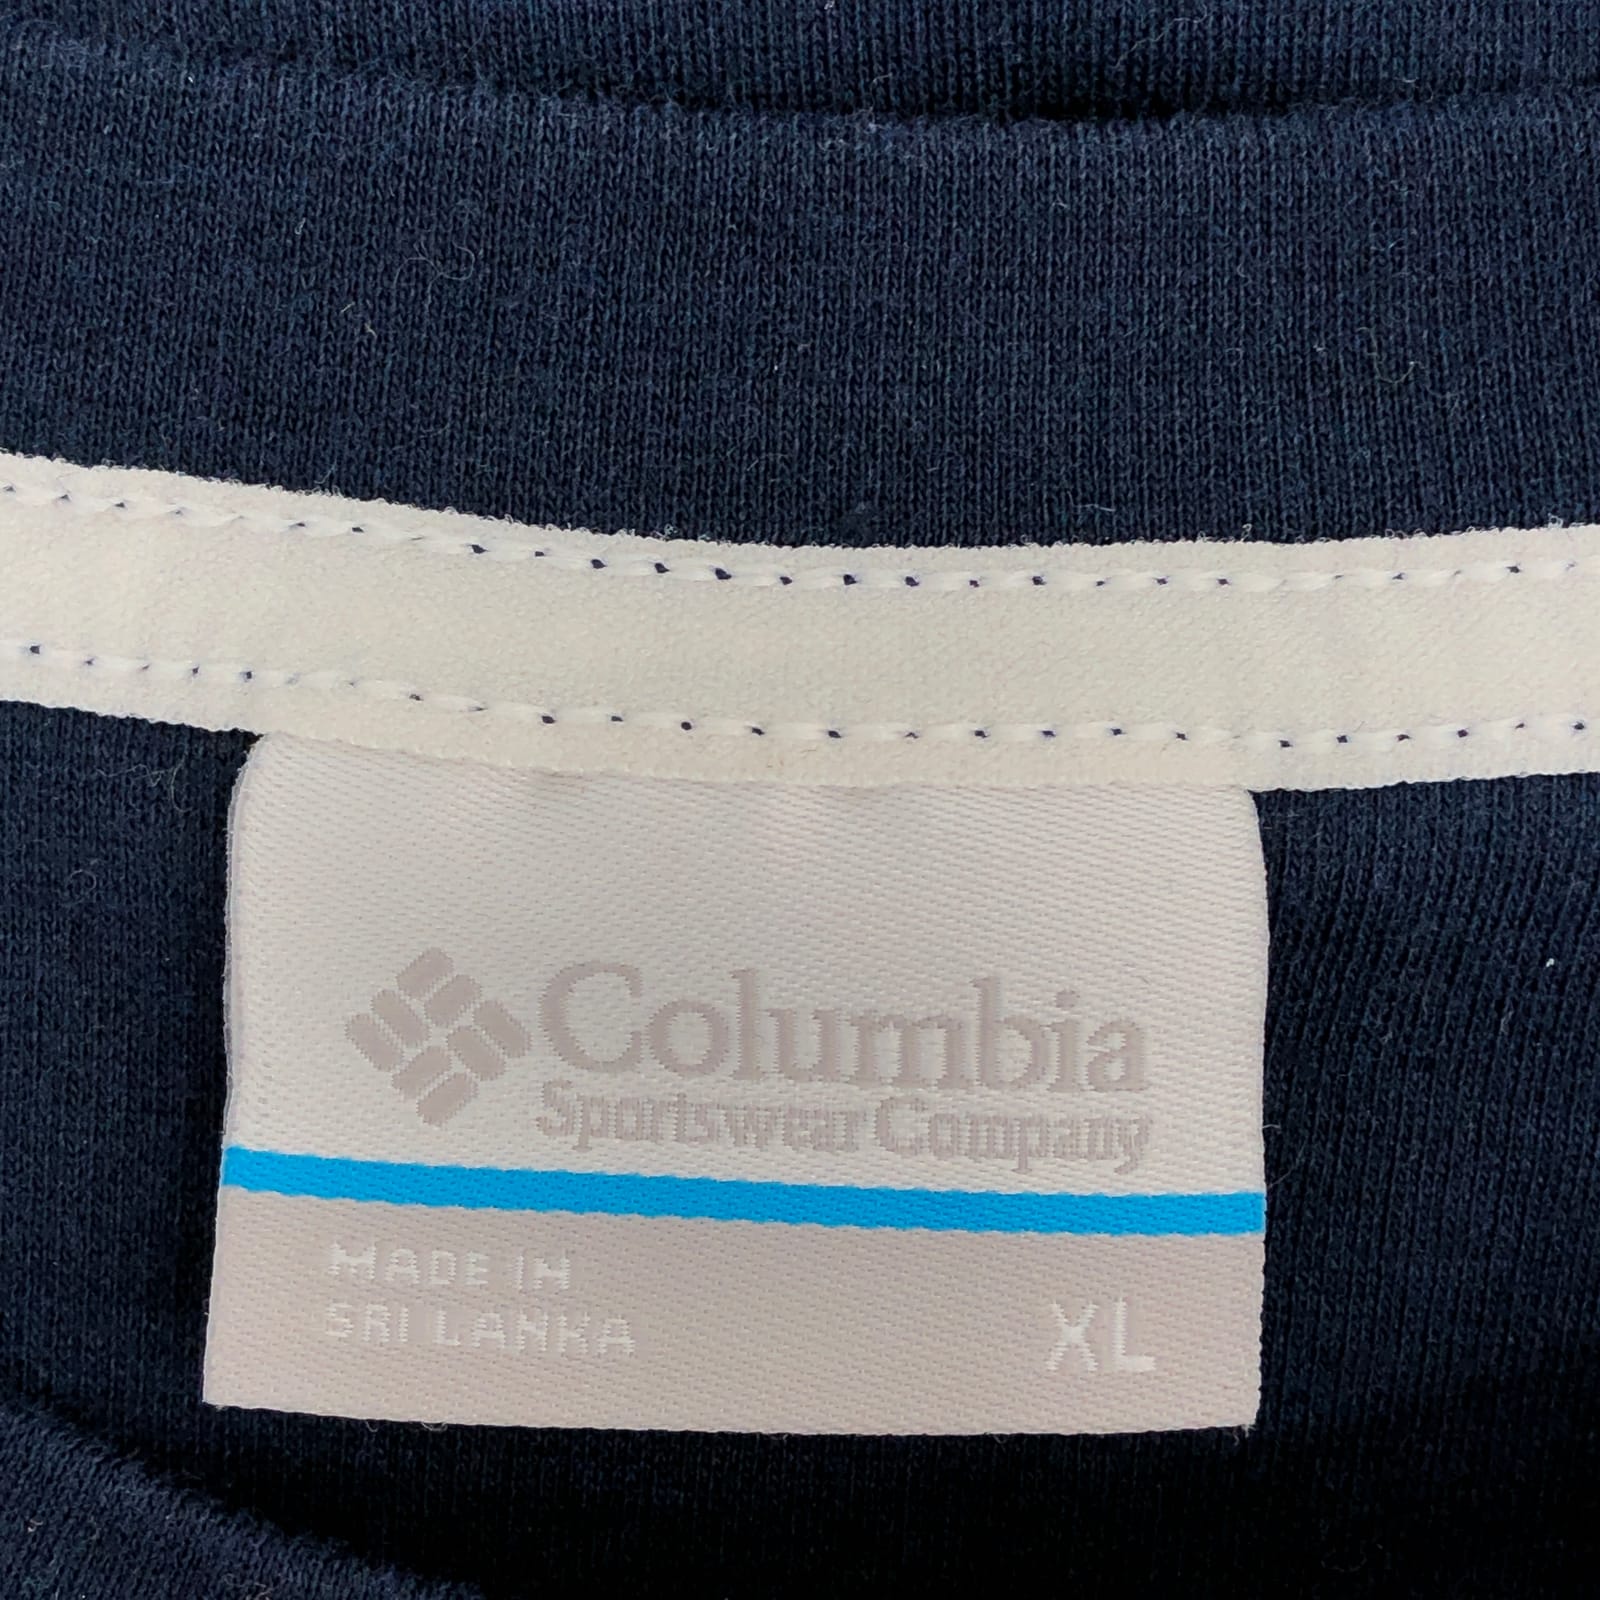 Columbia
Sportswear Company
MADE IN
SRI LANKA
XL